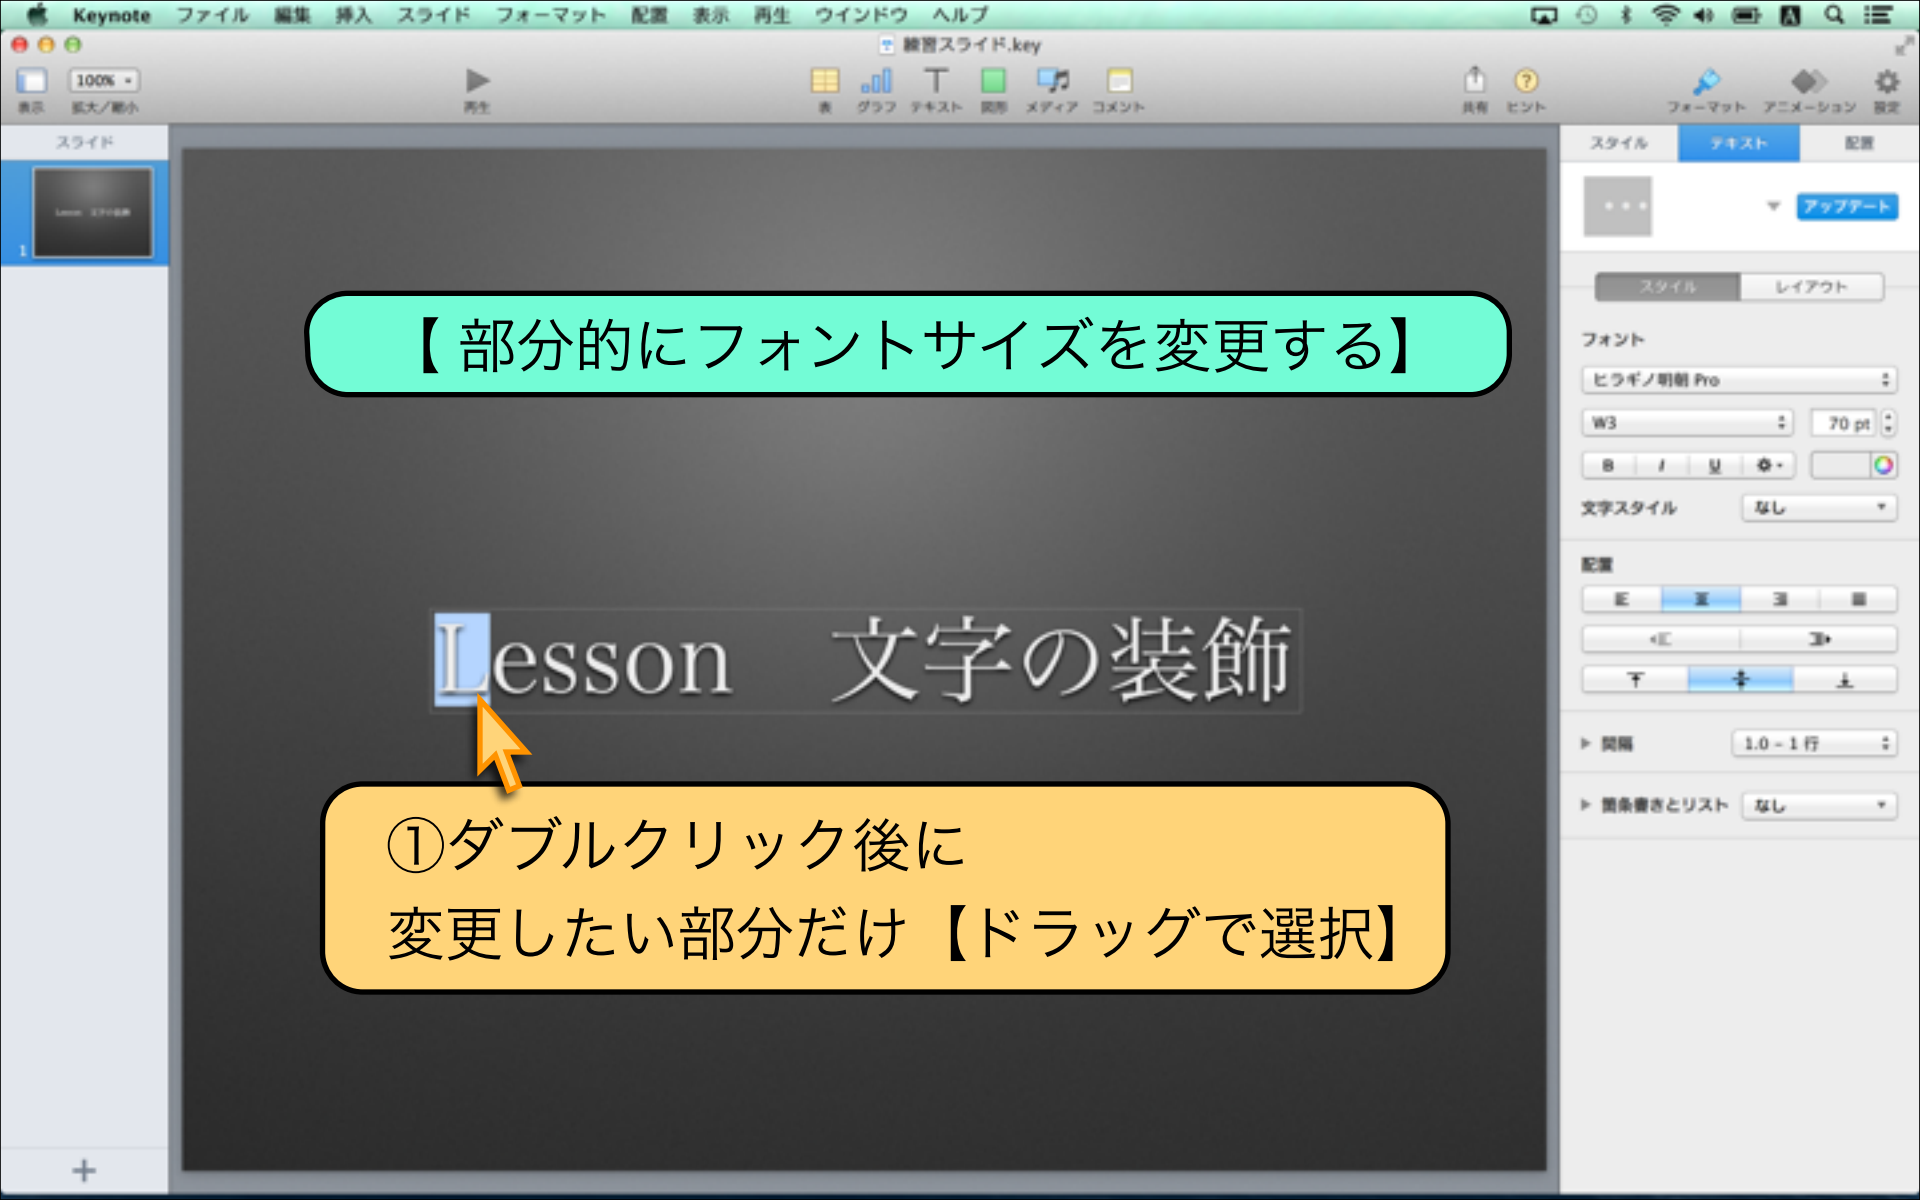 Keynote ファイル 編集 挿入 スライド フォーマット 配置 表示 再生 ウインドウ ヘルプ
練習スライド.key
100%
表示 拡大/縮小 再生 表 グラフ テキスト 図形 メディア コメント 共有 ヒント フォーマット アニメーション 設定
スライド
Lesson 文字の装飾
1
【 部分的にフォントサイズを変更する】
Lesson 文字の装飾
①ダブルクリック後に
変更したい部分だけ【ドラッグで選択】
スタイル テキスト 配置
アップデート
スタイル レイアウト
フォント
ヒラギノ明朝 Pro
W3 70 pt
B I U
文字スタイル なし
配置
間隔 1.0 – 1 行
箇条書きとリスト なし